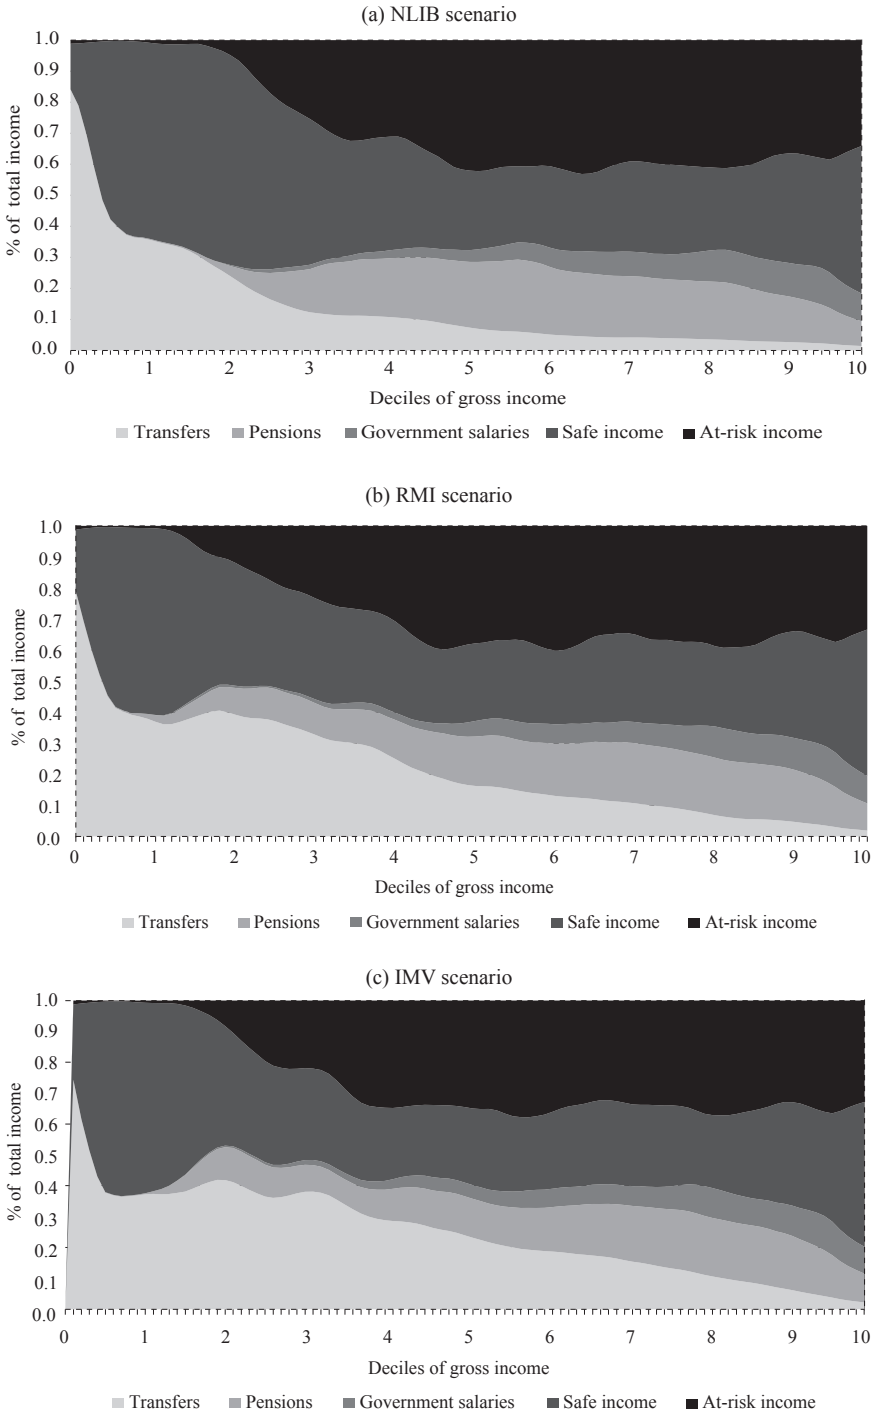 (a) NLIB scenario
% of total income
1.0
0.9
0.8
0.7
0.6
0.5
0.4
0.3
0.2
0.1
0.0
0 1 2 3 4 5 6 7 8 9 10
Deciles of gross income
Transfers Pensions Government salaries Safe income At-risk income
(b) RMI scenario
% of total income
1.0
0.9
0.8
0.7
0.6
0.5
0.4
0.3
0.2
0.1
0.0
0 1 2 3 4 5 6 7 8 9 10
Deciles of gross income
Transfers Pensions Government salaries Safe income At-risk income
(c) IMV scenario
% of total income
1.0
0.9
0.8
0.7
0.6
0.5
0.4
0.3
0.2
0.1
0.0
0 1 2 3 4 5 6 7 8 9 10
Deciles of gross income
Transfers Pensions Government salaries Safe income At-risk income